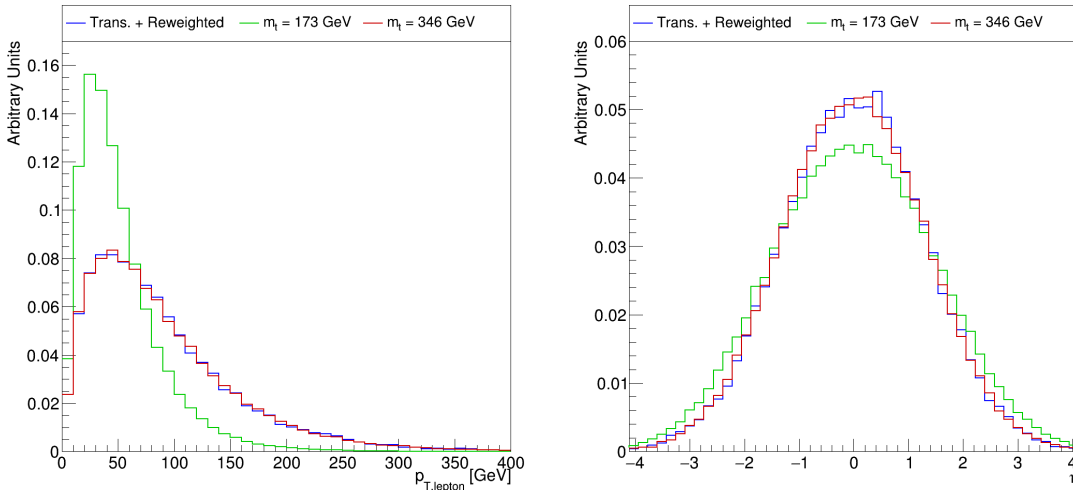 Trans. + Reweighted m_t = 173 GeV m_t = 346 GeV
Arbitrary Units
0.16
0.14
0.12
0.1
0.08
0.06
0.04
0.02
0
0 50 100 150 200 250 300 350 400
p_T,lepton [GeV]
Trans. + Reweighted m_t = 173 GeV m_t = 346 GeV
Arbitrary Units
0.06
0.05
0.04
0.03
0.02
0.01
0
−4 −3 −2 −1 0 1 2 3 4